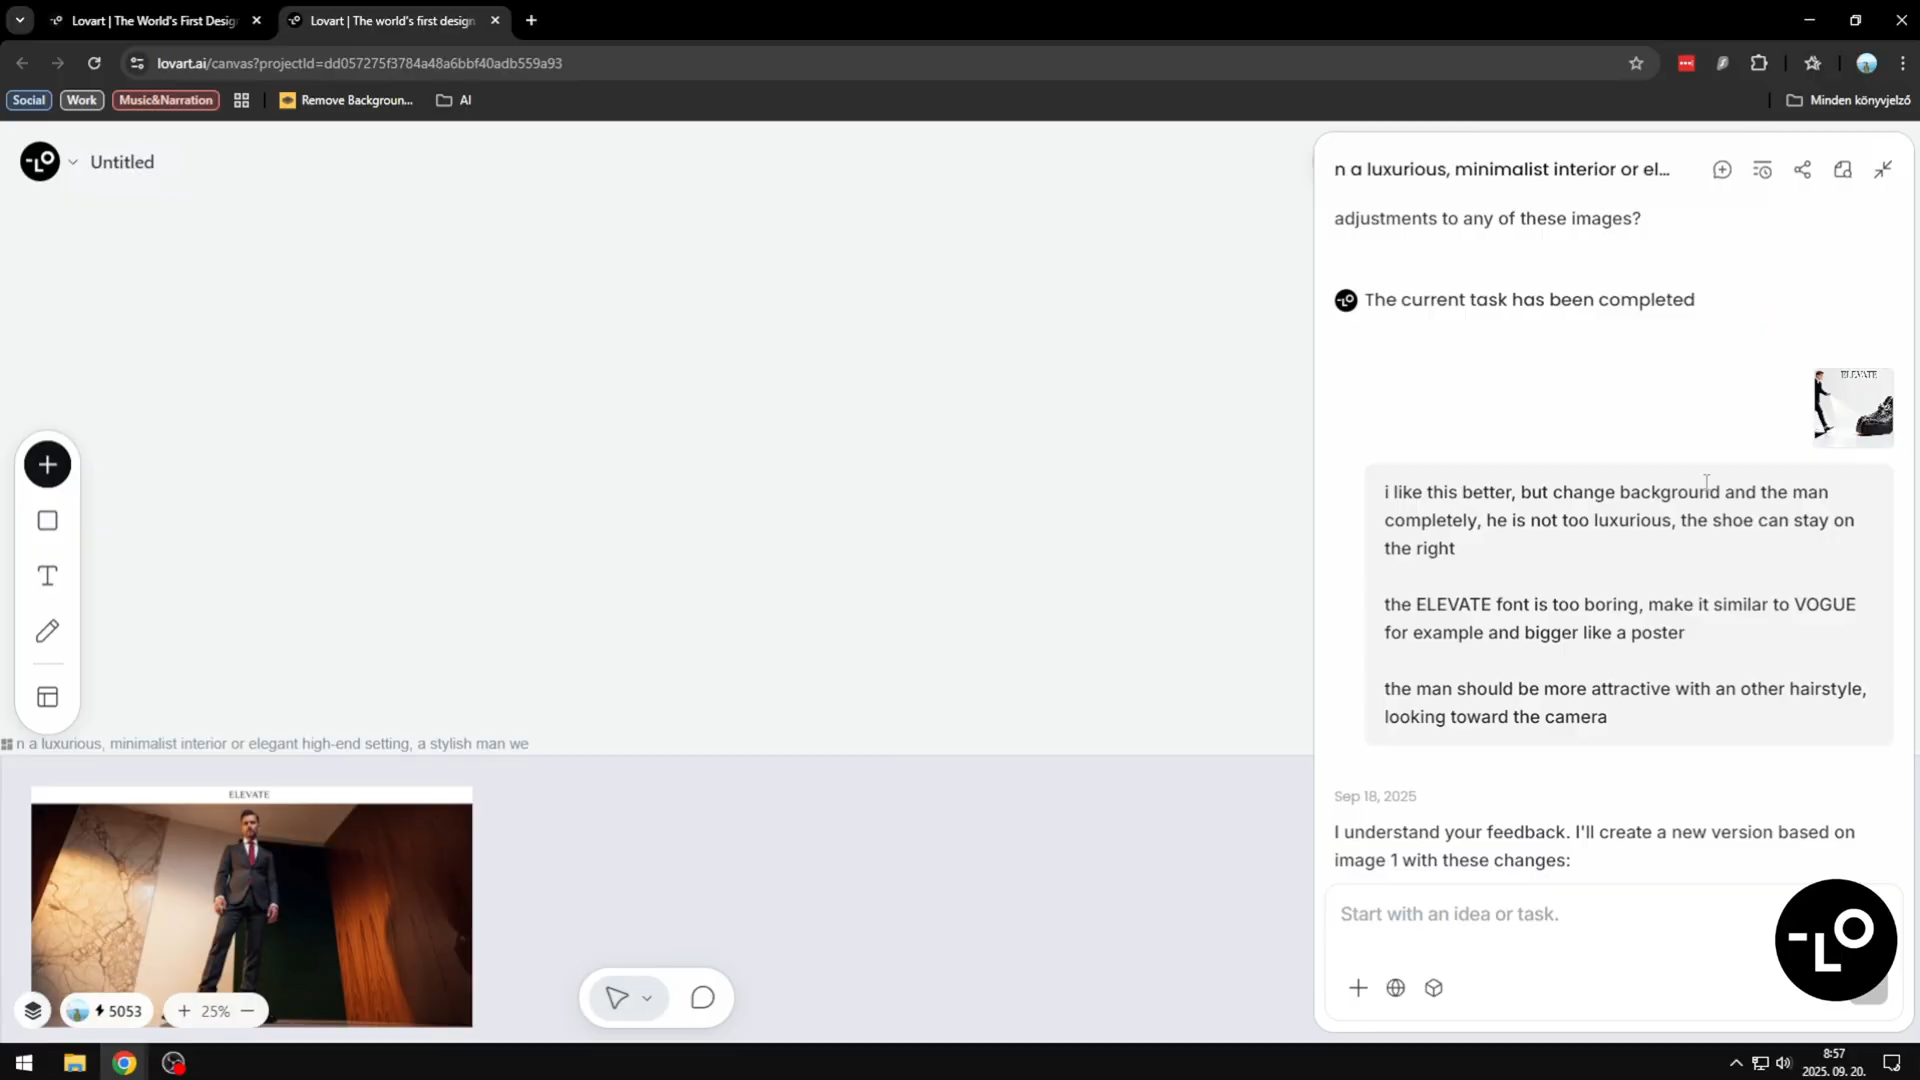 Lovart | The World's First Desig
Lovart | The world's first design
lovart.ai/canvas?projectId=dd057275f3784a48a6bbf40adb559a93
Social
Work
Music&Narration
Remove Backgroun...
AI
Minden könyvjelző
Untitled
n a luxurious, minimalist interior or el...
adjustments to any of these images?
The current task has been completed
ELEVATE
i like this better, but change background and the man
completely, he is not too luxurious, the shoe can stay on
the right
the ELEVATE font is too boring, make it similar to VOGUE
for example and bigger like a poster
the man should be more attractive with an other hairstyle,
looking toward the camera
n a luxurious, minimalist interior or elegant high-end setting, a stylish man we
ELEVATE
Sep 18, 2025
I understand your feedback. I'll create a new version based on
image 1 with these changes:
Start with an idea or task.
5053
25%
8:57
2025. 09. 20.